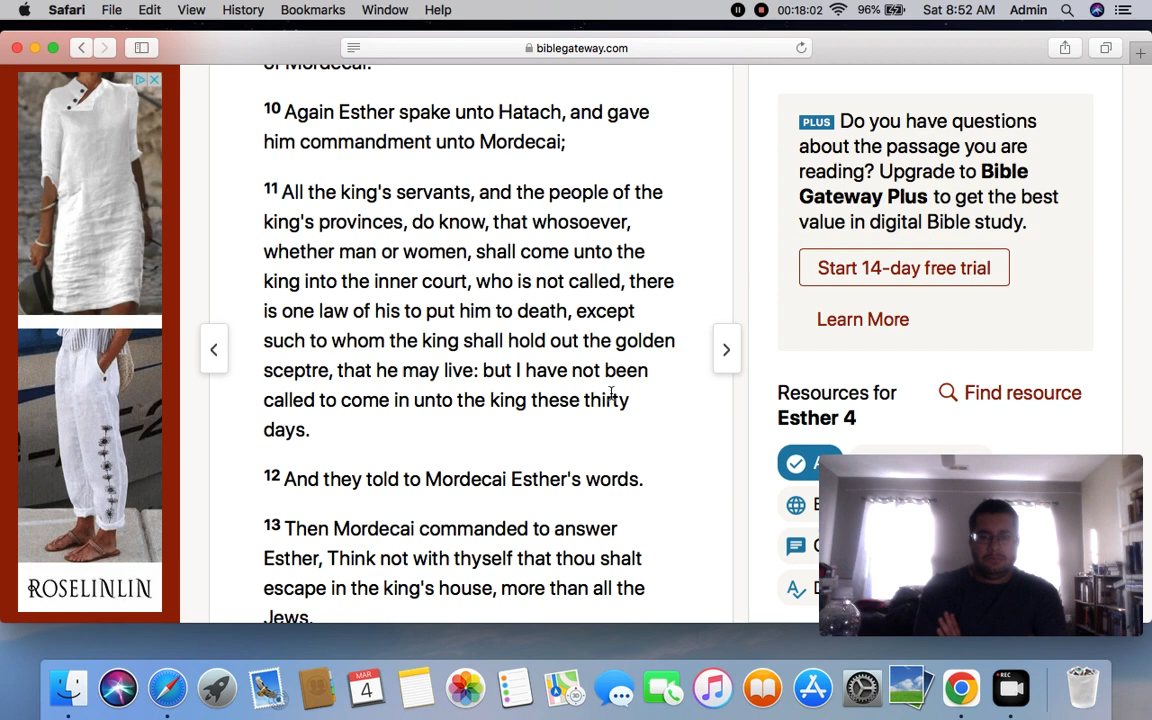 Safari File Edit View History Bookmarks Window Help 00:18:02 96% Sat 8:52 AM Admin
biblegateway.com
of Mordecai.
10 Again Esther spake unto Hatach, and gave
him commandment unto Mordecai;
11 All the king's servants, and the people of the
king's provinces, do know, that whosoever,
whether man or women, shall come unto the
king into the inner court, who is not called, there
is one law of his to put him to death, except
such to whom the king shall hold out the golden
sceptre, that he may live: but I have not been
called to come in unto the king these thirty
days.
12 And they told to Mordecai Esther's words.
13 Then Mordecai commanded to answer
Esther, Think not with thyself that thou shalt
escape in the king's house, more than all the
Jews.
PLUS Do you have questions
about the passage you are
reading? Upgrade to Bible
Gateway Plus to get the best
value in digital Bible study.
Start 14-day free trial
Learn More
Resources for
Esther 4
Find resource
ROSELINLIN
MAR
4
REC